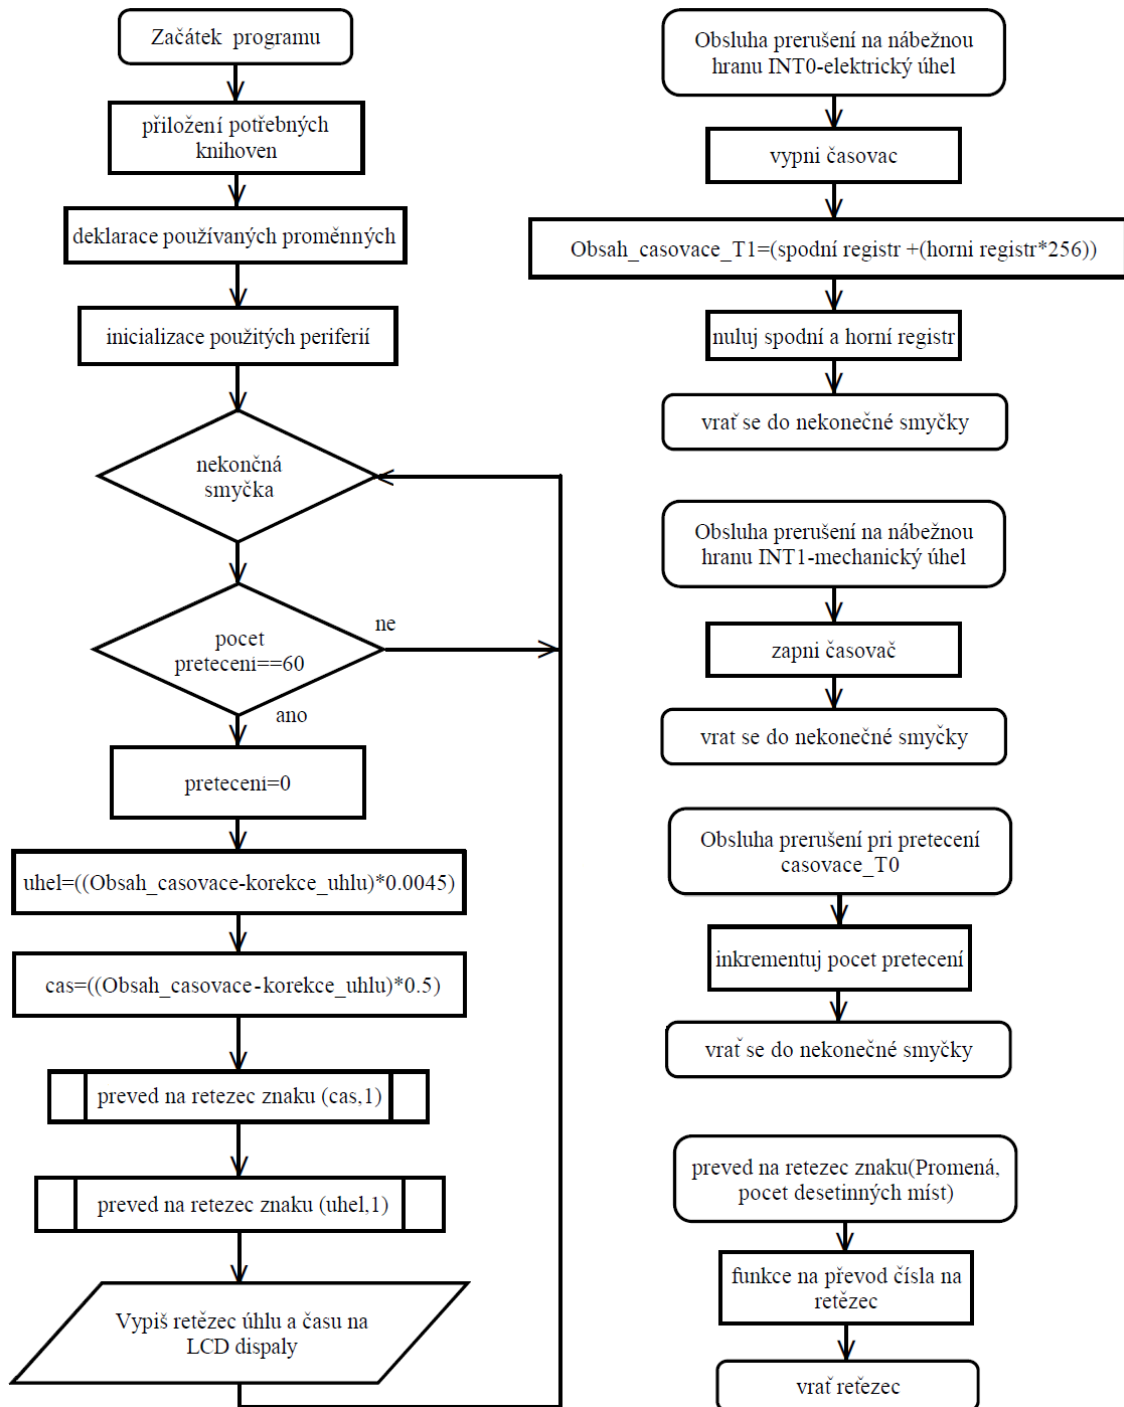 Začátek programu
přiložení potřebných
knihoven
deklarace používaných proměnných
inicializace použitých periferií
nekončná
smyčka
pocet
preteceni==60
ne
ano
preteceni=0
uhel=((Obsah_casovace-korekce_uhlu)*0.0045)
cas=((Obsah_casovace-korekce_uhlu)*0.5)
preved na retezec znaku (cas,1)
preved na retezec znaku (uhel,1)
Vypiš retězec úhlu a času na
LCD dispaly
Obsluha prerušení na nábežnou
hranu INT0-elektrický úhel
vypni časovac
Obsah_casovace_T1=(spodní registr +(horni registr*256))
nuluj spodní a horní registr
vrať se do nekonečné smyčky
Obsluha prerušení na nábežnou
hranu INT1-mechanický úhel
zapni časovač
vrat se do nekonečné smyčky
Obsluha prerušení pri pretecení
casovace_T0
inkrementuj pocet pretecení
vrať se do nekonečné smyčky
preved na retezec znaku(Promená,
pocet desetinných míst)
funkce na převod čísla na
retězec
vrať reťezec